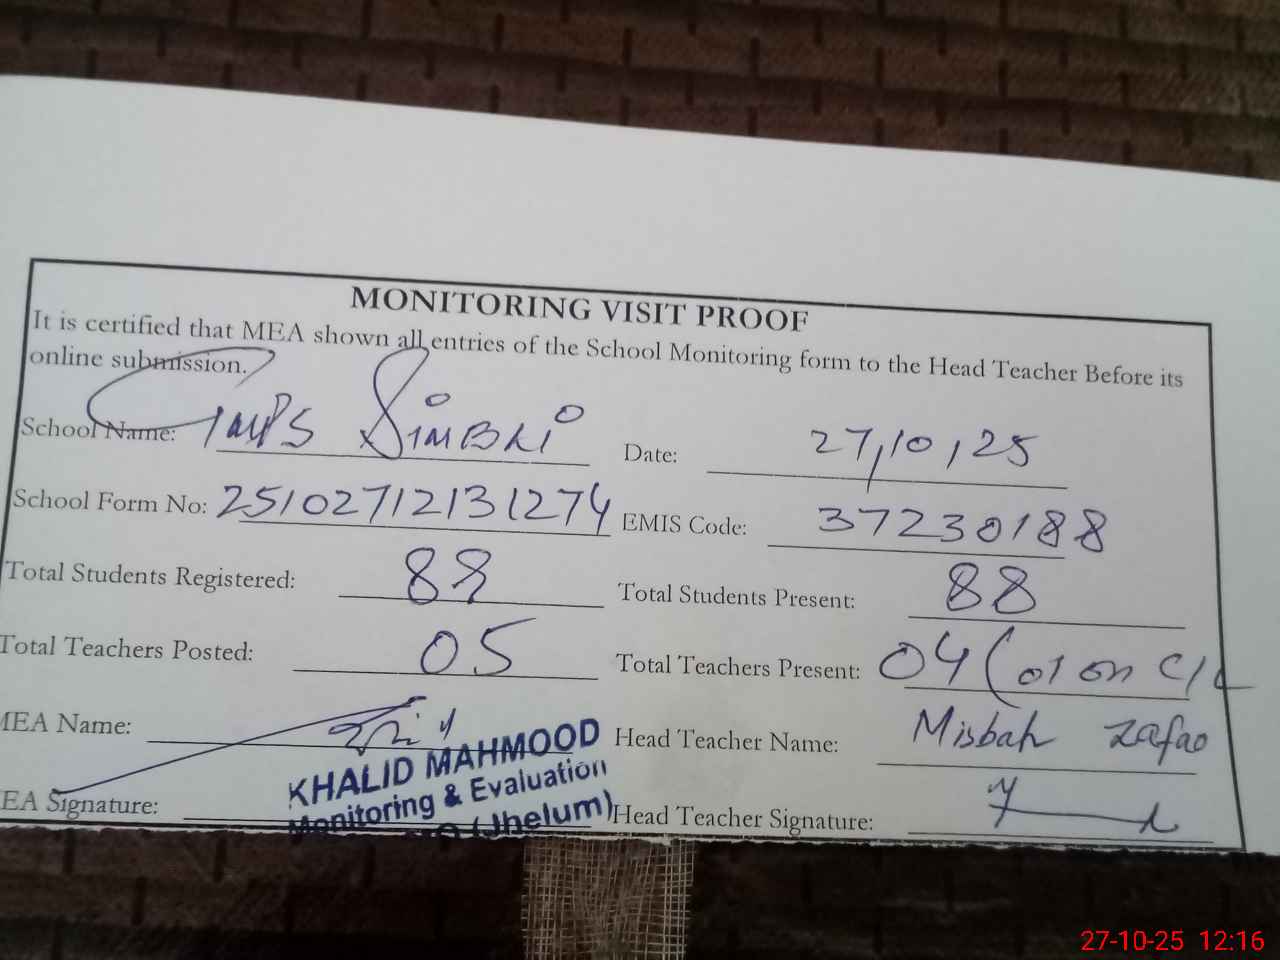 MONITORING VISIT PROOF
It is certified that MEA shown all entries of the School Monitoring form to the Head Teacher Before its
online submission.
School Name: GMPS Simbli Date: 27/10/25
School Form No: 25102712131274 EMIS Code: 37230188
Total Students Registered: 88 Total Students Present: 88
Total Teachers Posted: 05 Total Teachers Present: 04 (01 on C/L
MEA Name: Head Teacher Name: Misbah Zafar
KHALID MAHMOOD
Monitoring & Evaluation
(Jhelum)
EA Signature: Head Teacher Signature:
27-10-25 12:16